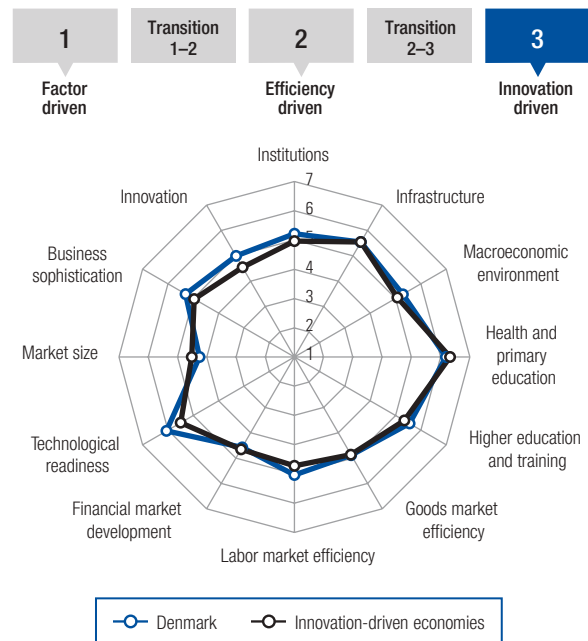 1
Transition
1–2
2
Transition
2–3
3
Factor
driven
Efficiency
driven
Innovation
driven
Institutions
Infrastructure
Macroeconomic
environment
Health and
primary
education
Higher education
and training
Goods market
efficiency
Labor market efficiency
Financial market
development
Technological
readiness
Market size
Business
sophistication
Innovation
7
6
5
4
3
2
1
Denmark
Innovation-driven economies